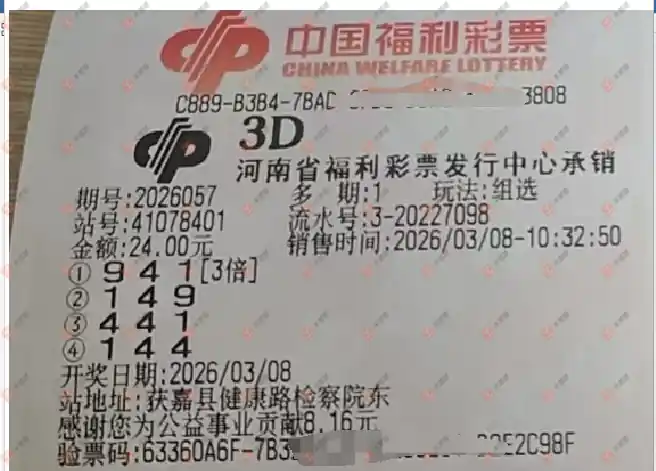 中国福利彩票
CHINA WELFARE LOTTERY
C889-B3B4-7BAD 3808
3D
河南省福利彩票发行中心承销
期号:2026057 多期:1 玩法:组选
站号:41078401 流水号:3-20227098
金额:24.00元 销售时间:2026/03/08-10:32:50
① 9 4 1 [3倍]
② 1 4 9
③ 4 4 1
④ 1 4 4
开奖日期:2026/03/08
站地址:获嘉县健康路检察院东
感谢您为公益事业贡献8.16元
验票码:63360A6F-7B3 2E2C98F